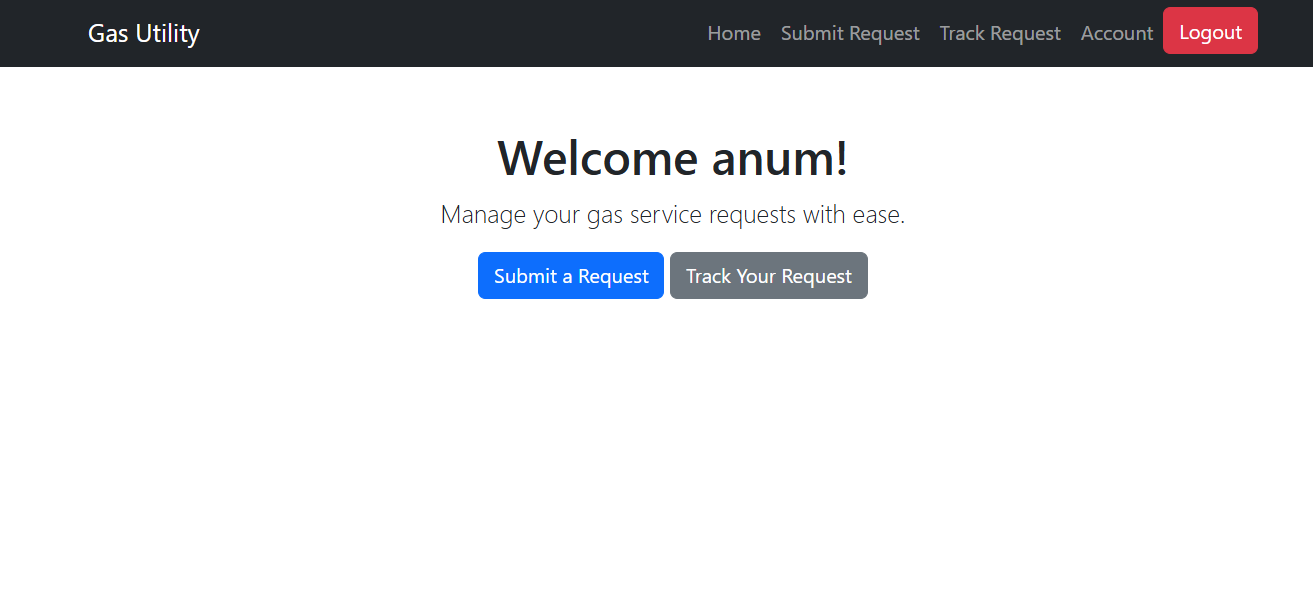 Gas Utility Home Submit Request Track Request Account Logout
Welcome anum!
Manage your gas service requests with ease.
Submit a Request Track Your Request